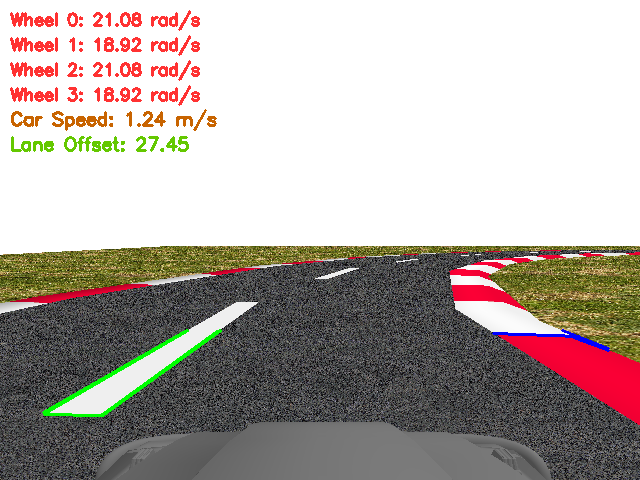 Wheel 0: 21.08 rad/s
Wheel 1: 18.92 rad/s
Wheel 2: 21.08 rad/s
Wheel 3: 18.92 rad/s
Car Speed: 1.24 m/s
Lane Offset: 27.45